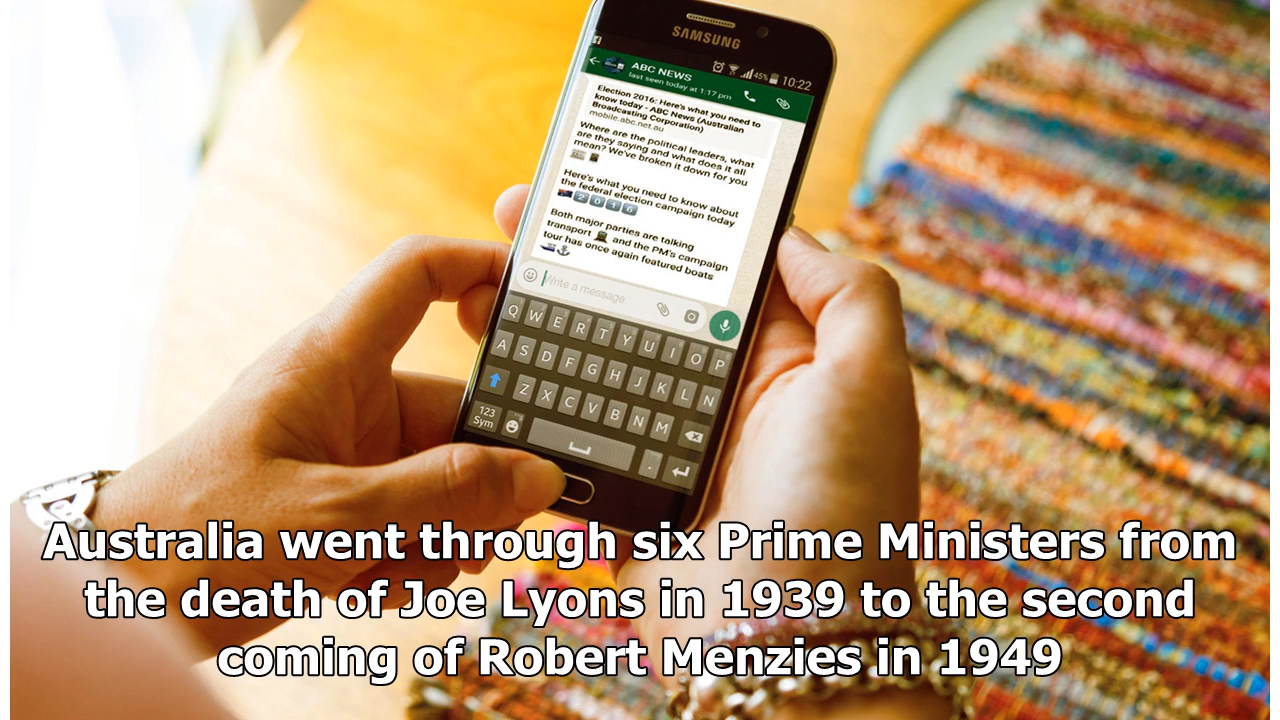 SAMSUNG
45% 10:22
ABC NEWS
last seen today at 1:17 pm
Election 2016: Here's what you need to
know today - ABC News (Australian
Broadcasting Corporation)
mobile.abc.net.au
Where are the political leaders, what
are they saying and what does it all
mean? We've broken it down for you
Here's what you need to know about
the federal election campaign today
2016
Both major parties are talking
transport and the PM's campaign
tour has once again featured boats
Write a message
Q W E R T Y U I O P
A S D F G H J K L N
Z X C V B N M
123
Sym
.
Australia went through six Prime Ministers from
the death of Joe Lyons in 1939 to the second
coming of Robert Menzies in 1949